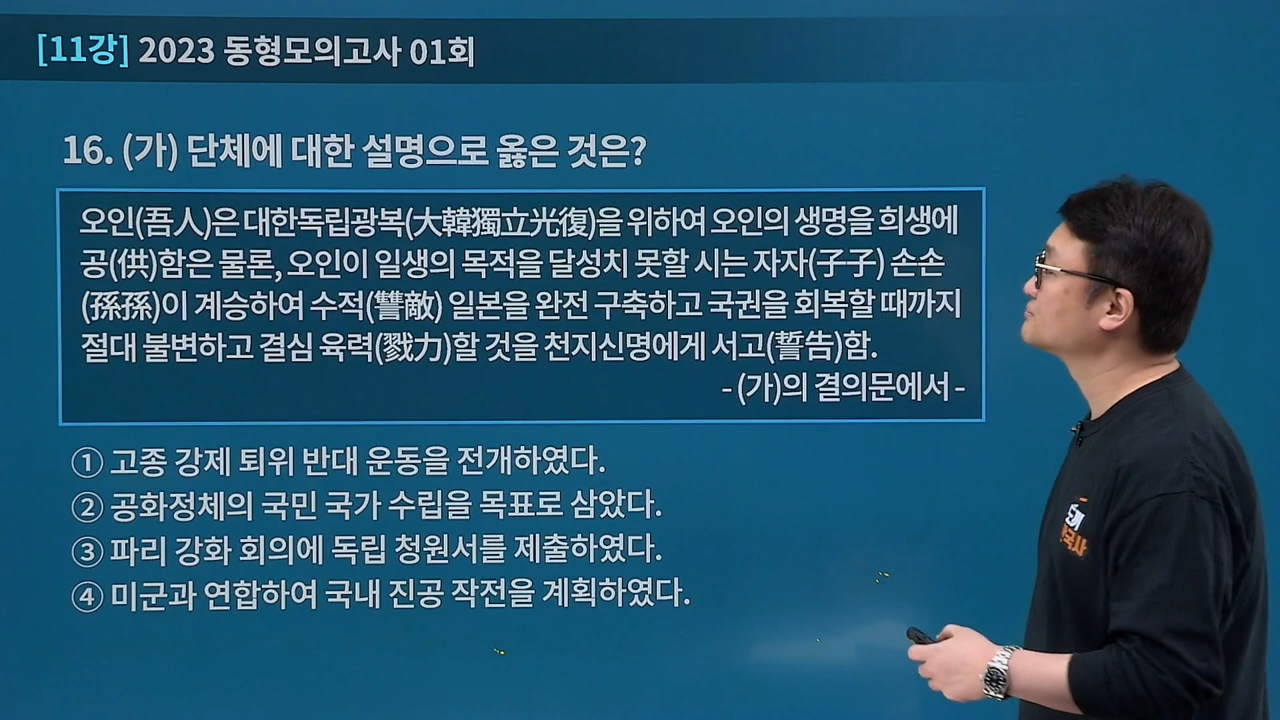 [11강] 2023 동형모의고사 01회
16. (가) 단체에 대한 설명으로 옳은 것은?
오인(吾人)은 대한독립광복(大韓獨立光復)을 위하여 오인의 생명을 희생에
공(供)함은 물론, 오인이 일생의 목적을 달성치 못할 시는 자자(子子) 손손
(孫孫)이 계승하여 수적(讐敵) 일본을 완전 구축하고 국권을 회복할 때까지
절대 불변하고 결심 육력(戮力)할 것을 천지신명에게 서고(誓告)함.
- (가)의 결의문에서 -
① 고종 강제 퇴위 반대 운동을 전개하였다.
② 공화정체의 국민 국가 수립을 목표로 삼았다.
③ 파리 강화 회의에 독립 청원서를 제출하였다.
④ 미군과 연합하여 국내 진공 작전을 계획하였다.